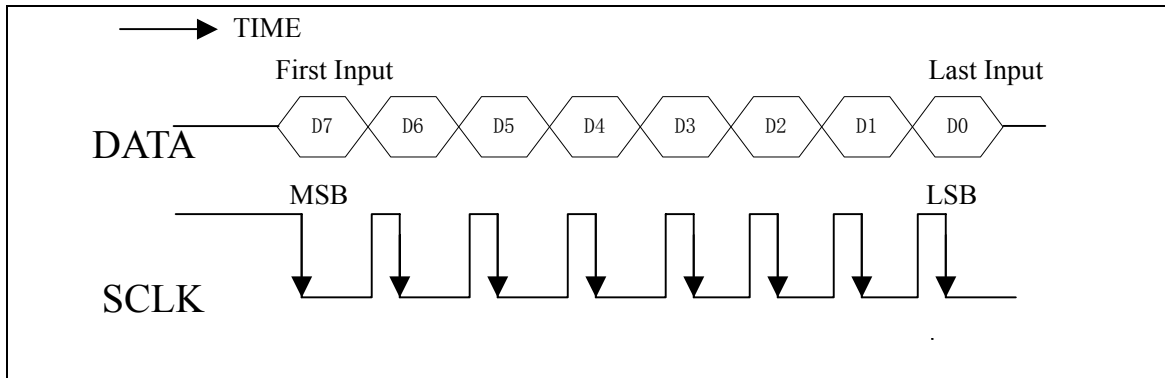 TIME
First Input Last Input
DATA D7 D6 D5 D4 D3 D2 D1 D0
MSB LSB
SCLK